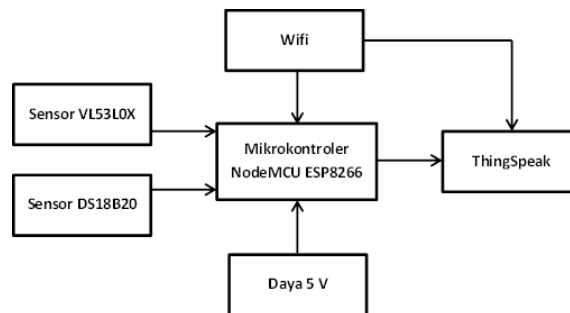 Wifi
Sensor VL53L0X
Mikrokontroler
NodeMCU ESP8266
ThingSpeak
Sensor DS18B20
Daya 5 V